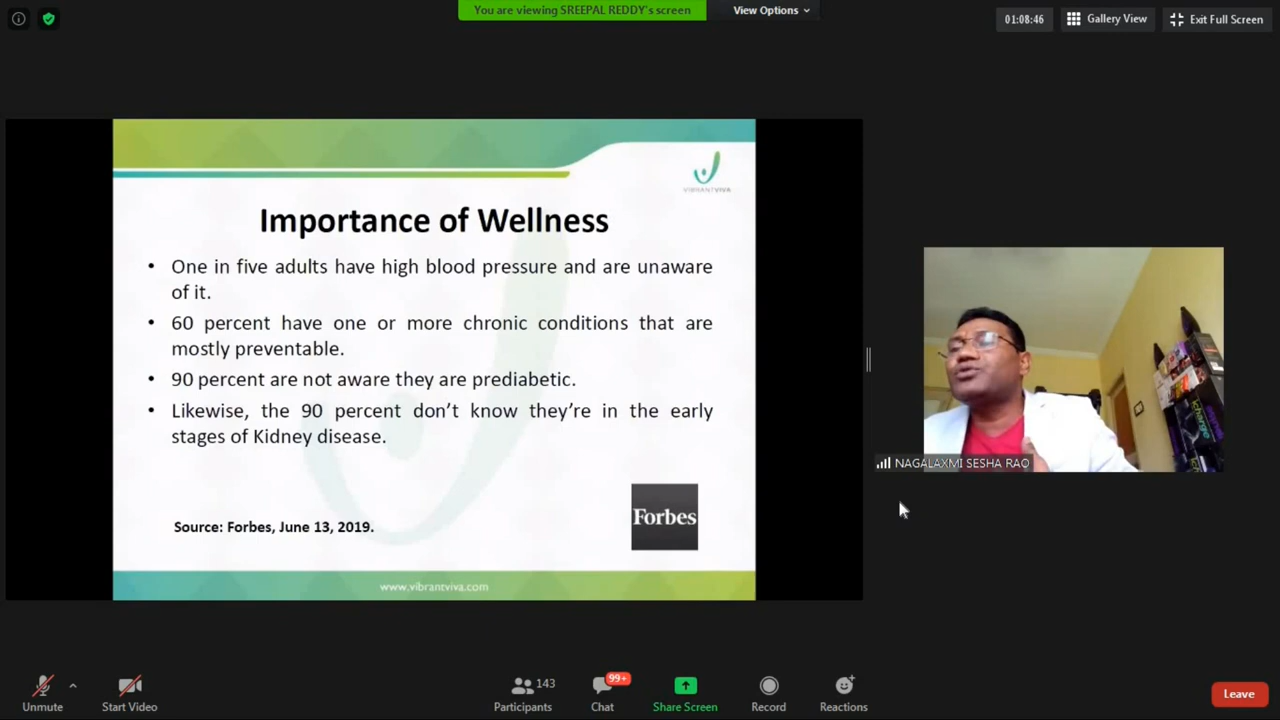 You are viewing SREEPAL REDDY's screen
View Options
01:08:46
Gallery View
Exit Full Screen
VIBRANTVIVA
Importance of Wellness
• One in five adults have high blood pressure and are unaware
of it.
• 60 percent have one or more chronic conditions that are
mostly preventable.
• 90 percent are not aware they are prediabetic.
• Likewise, the 90 percent don't know they're in the early
stages of Kidney disease.
Source: Forbes, June 13, 2019.
Forbes
www.vibrantviva.com
NAGALAXMI SESHA RAO
Unmute
Start Video
143
Participants
99+
Chat
Share Screen
Record
Reactions
Leave